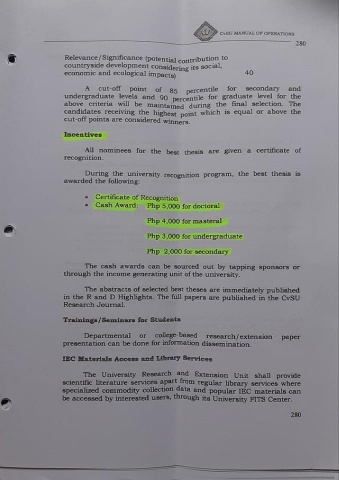 CvSU MANUAL OF OPERATIONS
280
Relevance/Significance (potential contribution to
countryside development considering its social,
economic and ecological impacts) 40
A cut-off point of 85 percentile for secondary and
undergraduate levels and 90 percentile for graduate level for the
above criteria will be maintained during the final selection. The
candidates receiving the highest point which is equal or above the
cut-off points are considered winners.
Incentives
All nominees for the best thesis are given a certificate of
recognition.
During the university recognition program, the best thesis is
awarded the following:
• Certificate of Recognition
• Cash Award: Php 5,000 for doctoral
Php 4,000 for masteral
Php 3,000 for undergraduate
Php 2,000 for secondary
The cash awards can be sourced out by tapping sponsors or
through the income generating unit of the university.
The abstracts of selected best theses are immediately published
in the R and D Highlights. The full papers are published in the CvSU
Research Journal.
Trainings/Seminars for Students
Departmental or college-based research/extension paper
presentation can be done for information dissemination.
IEC Materials Access and Library Services
The University Research and Extension Unit shall provide
scientific literature services apart from regular library services where
specialized commodity collection data and popular IEC materials can
be accessed by interested users, through its University FITS Center.
280